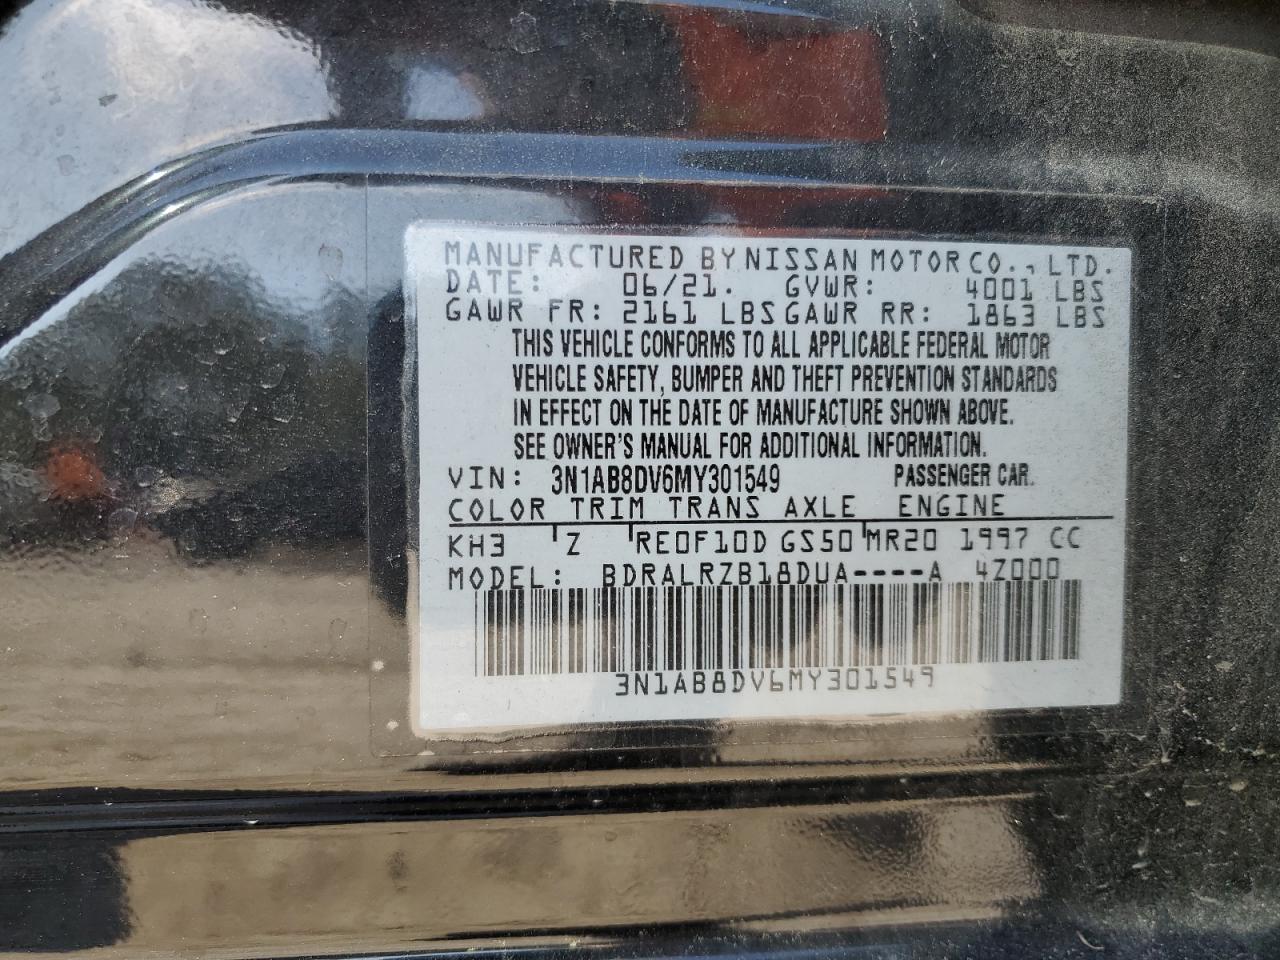 MANUFACTURED BY NISSAN MOTOR CO., LTD.
DATE: 06/21. GVWR: 4001 LBS
GAWR FR: 2161 LBS GAWR RR: 1863 LBS
THIS VEHICLE CONFORMS TO ALL APPLICABLE FEDERAL MOTOR
VEHICLE SAFETY, BUMPER AND THEFT PREVENTION STANDARDS
IN EFFECT ON THE DATE OF MANUFACTURE SHOWN ABOVE.
SEE OWNER'S MANUAL FOR ADDITIONAL INFORMATION.
VIN: 3N1AB8DV6MY301549 PASSENGER CAR.
COLOR TRIM TRANS AXLE ENGINE
KH3 Z RE0F10D GS50 MR20 1997 CC
MODEL: BDRALRZB18DUA----A 4Z000
3N1AB8DV6MY301549